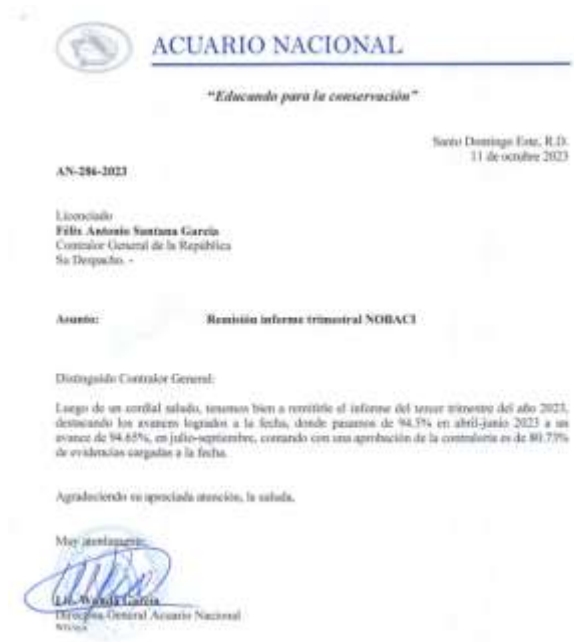 ACUARIO NACIONAL
“Educando para la conservación”
Santo Domingo Este, R.D.
11 de octubre 2023
AN-286-2023
Licenciado
Félix Antonio Santana García
Contralor General de la República
Su Despacho. -
Asunto: Remisión informe trimestral NOBACI
Distinguido Contralor General:
Luego de un cordial saludo, tenemos bien a remitirle el informe del tercer trimestre del año 2023,
destacando los avances logrados a la fecha, donde pasamos de 94.5% en abril-junio 2023 a un
avance de 94.65%, en julio-septiembre, contando con una aprobación de la contraloría es de 80.73%
de evidencias cargadas a la fecha.
Agradeciendo su apreciada atención, le saluda,
Muy atentamente,
Lic. Wanda García
Directora General Acuario Nacional